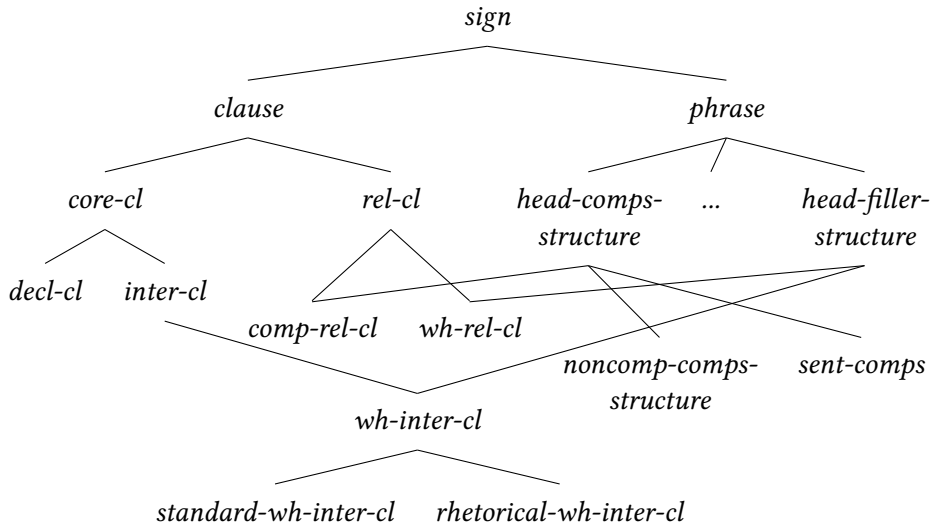 sign
clause
phrase
core-cl
rel-cl
head-comps-
structure
...
head-filler-
structure
decl-cl
inter-cl
comp-rel-cl
wh-rel-cl
noncomp-comps-
structure
sent-comps
wh-inter-cl
standard-wh-inter-cl
rhetorical-wh-inter-cl